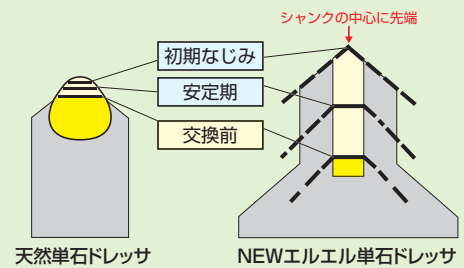 シャンクの中心に先端
初期なじみ
安定期
交換前
天然単石ドレッサ
NEWエルエル単石ドレッサ